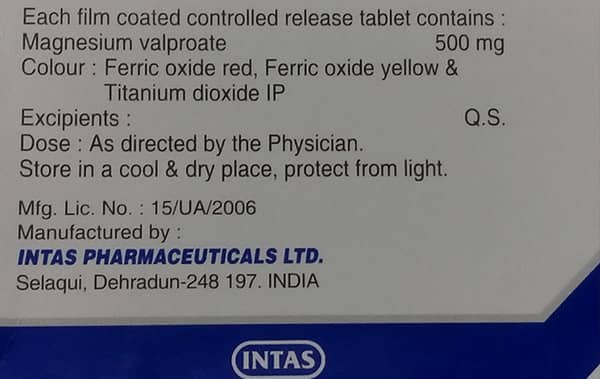 Each film coated controlled release tablet contains :
Magnesium valproate 500 mg
Colour : Ferric oxide red, Ferric oxide yellow &
Titanium dioxide IP
Excipients : Q.S.
Dose : As directed by the Physician.
Store in a cool & dry place, protect from light.
Mfg. Lic. No. : 15/UA/2006
Manufactured by :
INTAS PHARMACEUTICALS LTD.
Selaqui, Dehradun-248 197. INDIA
INTAS